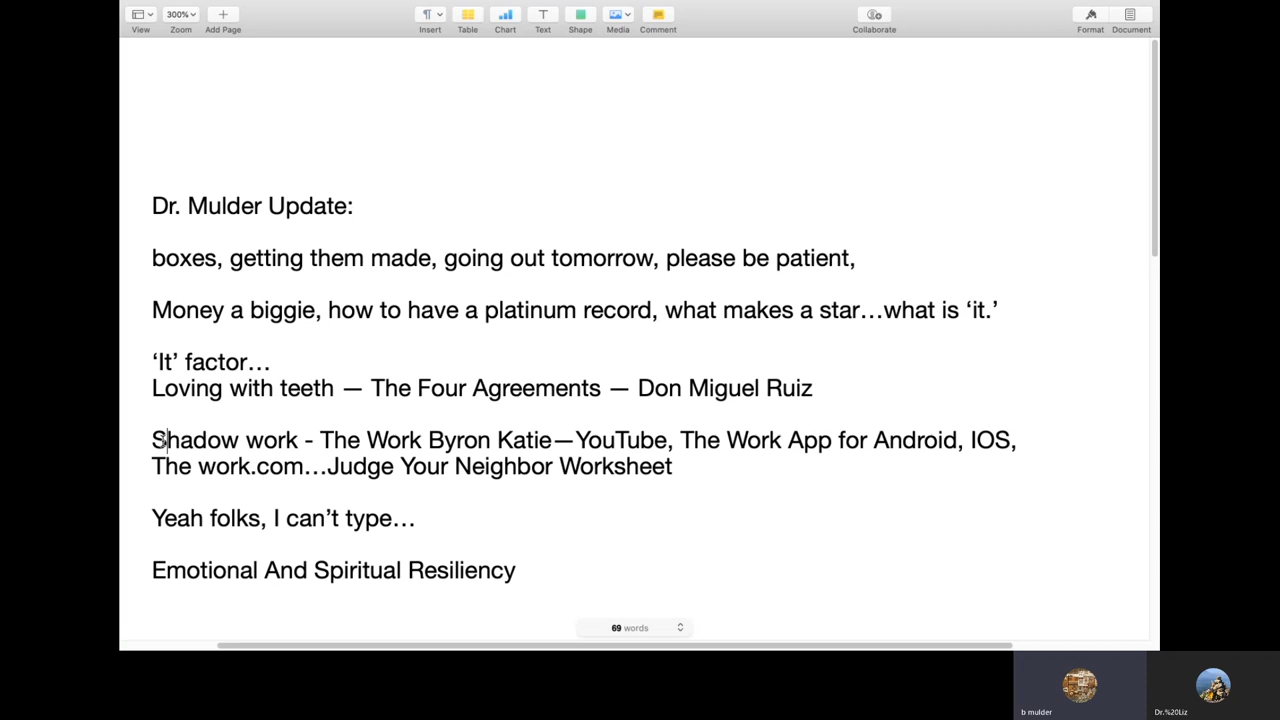 View
300%
Zoom
Add Page
Insert
Table
Chart
Text
Shape
Media
Comment
Collaborate
Format
Document
Dr. Mulder Update:
boxes, getting them made, going out tomorrow, please be patient,
Money a biggie, how to have a platinum record, what makes a star…what is ‘it.’
‘It’ factor…
Loving with teeth — The Four Agreements — Don Miguel Ruiz
Shadow work - The Work Byron Katie—YouTube, The Work App for Android, IOS,
The work.com…Judge Your Neighbor Worksheet
Yeah folks, I can’t type…
Emotional And Spiritual Resiliency
69 words
b mulder
Dr.%20Liz